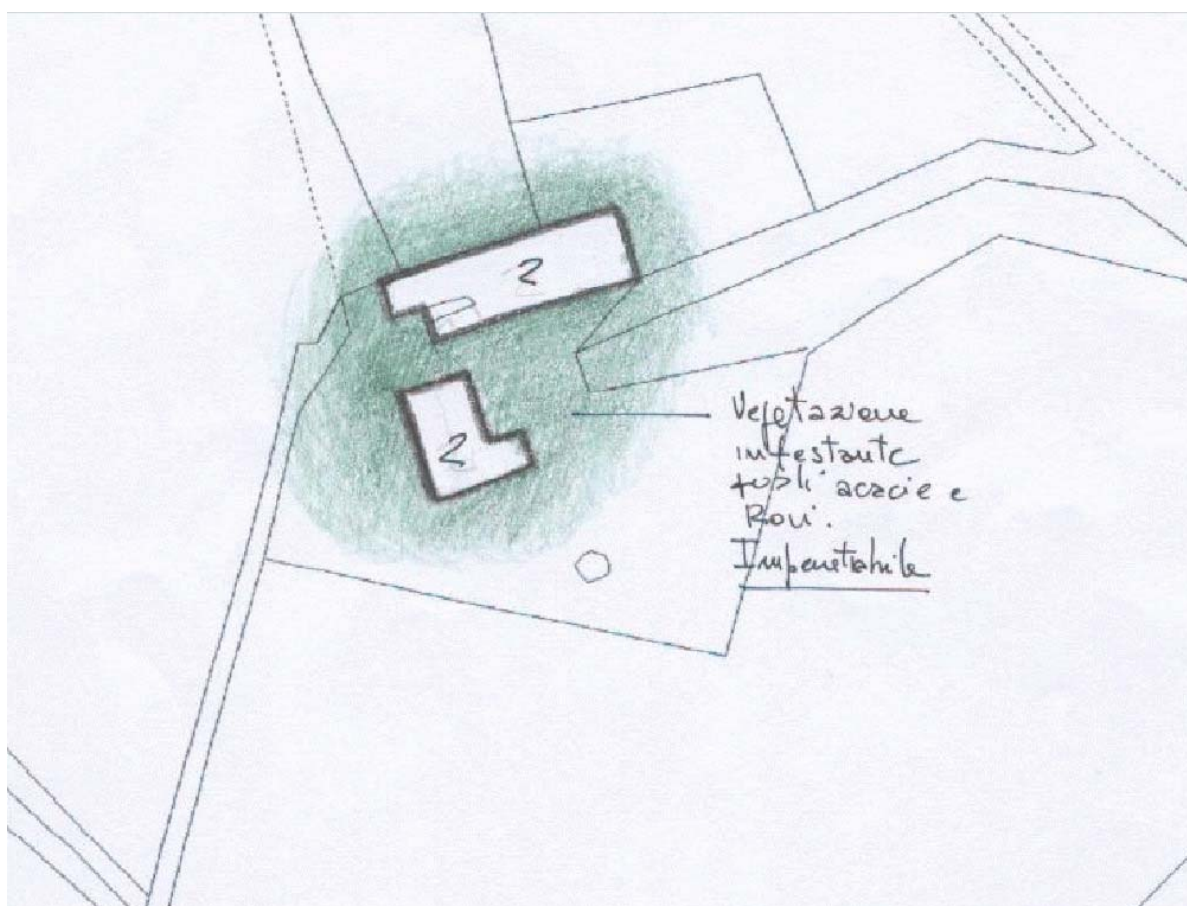 2
2
Vegetazione
infestante
acacie e
Rovi.
Impenetrabile